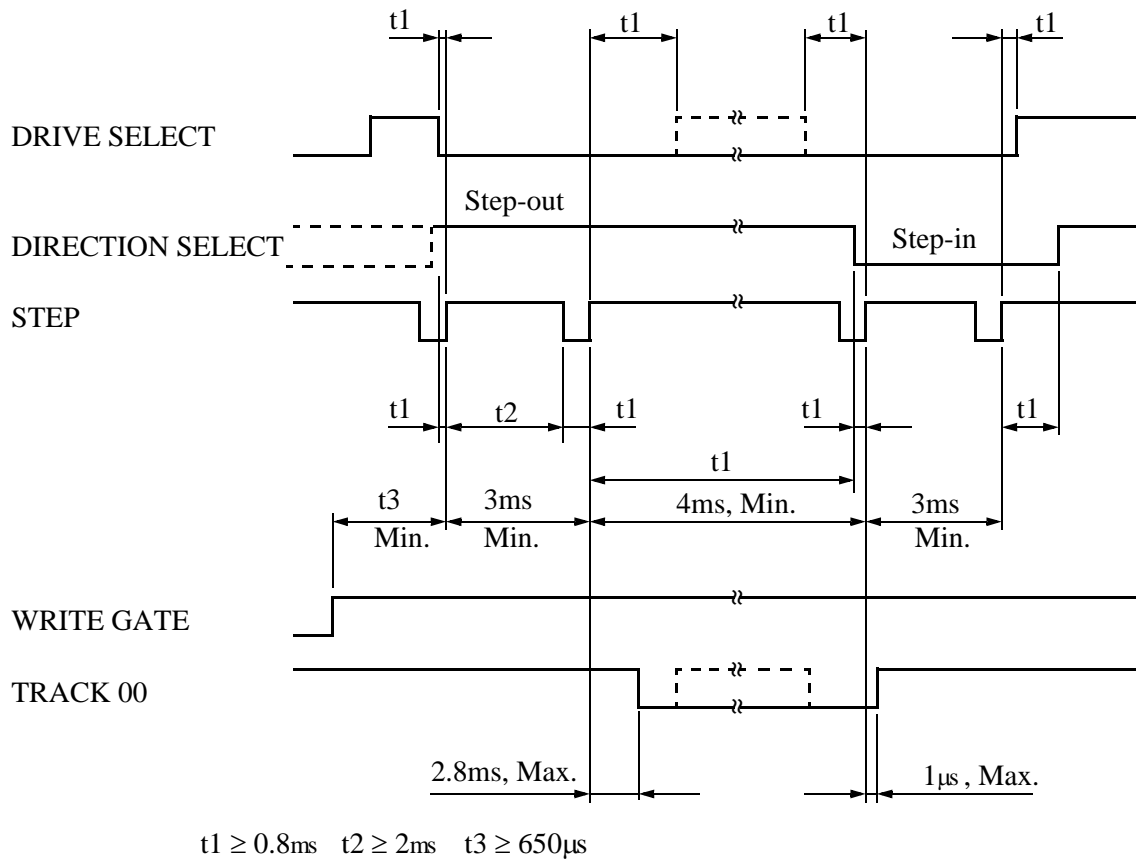 t1 t1 t1 t1
DRIVE SELECT
Step-out
DIRECTION SELECT
Step-in
STEP
t1 t2 t1 t1 t1
t1
t3 3ms 4ms, Min. 3ms
Min. Min. Min.
WRITE GATE
TRACK 00
2.8ms, Max. 1µs , Max.
t1 ≥ 0.8ms t2 ≥ 2ms t3 ≥ 650µs